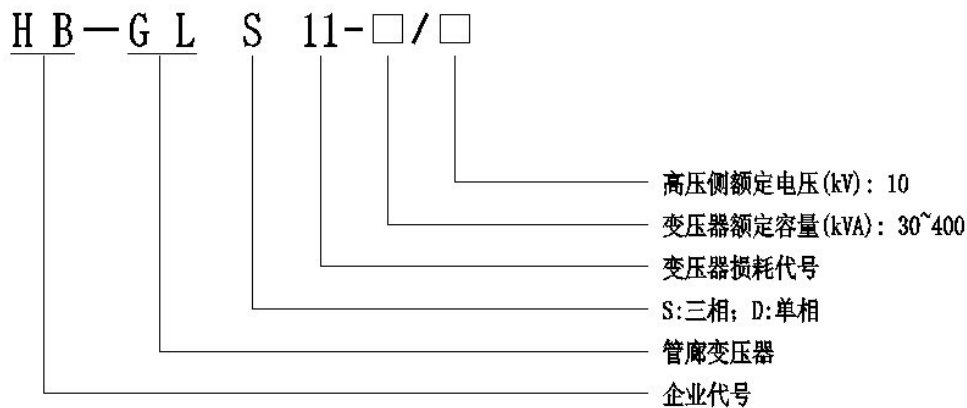 HB-GL S 11-□/□
高压侧额定电压(kV): 10
变压器额定容量(kVA): 30~400
变压器损耗代号
S:三相; D:单相
管廊变压器
企业代号